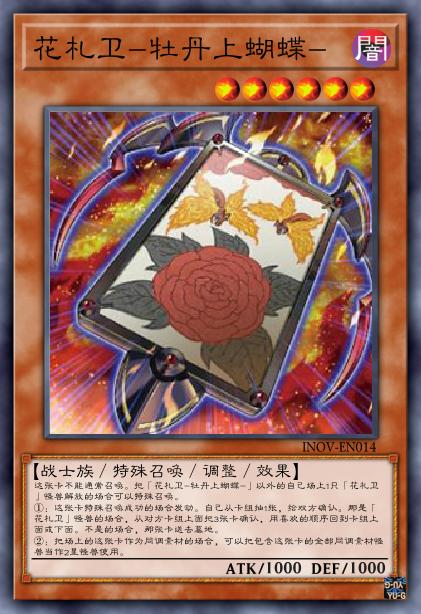 花札卫-牡丹上蝴蝶-
闇
INOV-EN014
【战士族/特殊召唤/调整/效果】
这张卡不能通常召唤。把「花札卫-牡丹上蝴蝶-」以外的自己场上1只「花札卫
」怪兽解放的场合可以特殊召唤。
①:这张卡特殊召唤成功的场合发动。自己从卡组抽1张,给双方确认。那是「
花札卫」怪兽的场合,从对方卡组上面把3张卡确认,用喜欢的顺序回到卡组上
面或下面。不是的场合,那张卡送去墓地。
②:把场上的这张卡作为同调素材的场合,可以把包含这张卡的全部同调素材怪
兽当作2星怪兽使用。
ATK/1000 DEF/1000